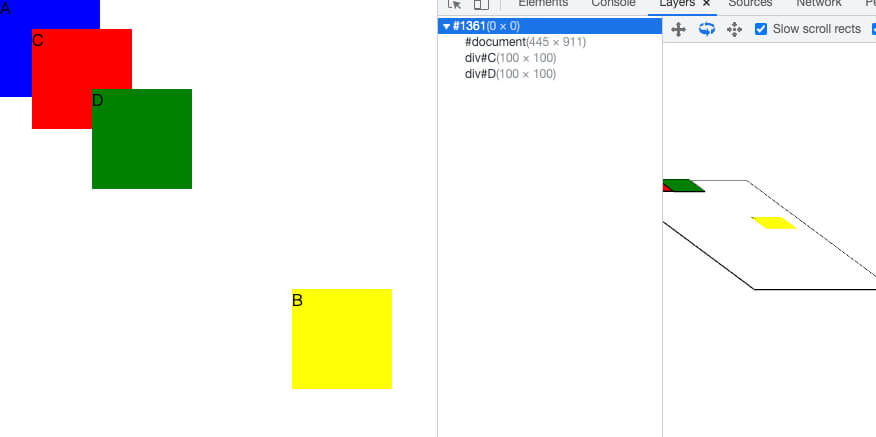 A
C
D
B
Elements Console Layers × Sources Network P
#1361(0 × 0)
#document(445 × 911)
div#C(100 × 100)
div#D(100 × 100)
Slow scroll rects